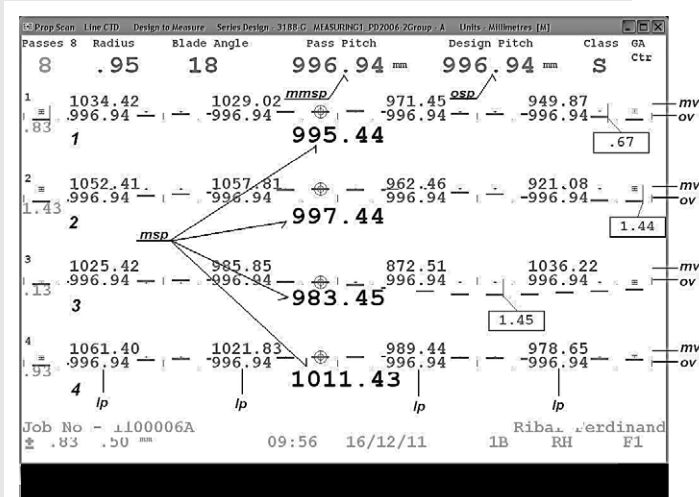 Prop Scan Line CTD Design to Measure Series Design - 3188-G MEASURING1_PD2006-2Group - A Units - Millimetres [M]
Passes 8 Radius Blade Angle Pass Pitch Design Pitch Class GA
8 .95 18 996.94 mm 996.94 mm S Ctr
mmsp osp
1 1034.42 1029.02 971.45 949.87 mv
996.94 996.94 996.94 996.94 ov
.83 1 995.44 .67
2 1052.41 1057.81 962.46 921.08 mv
996.94 996.94 996.94 996.94 ov
1.43 2 997.44 1.44
msp
3 1025.42 985.85 872.51 1036.22 mv
996.94 996.94 996.94 996.94 ov
.13 3 983.45 1.45
4 1061.40 1021.83 989.44 978.65 mv
996.94 996.94 996.94 996.94 ov
.93 4 1011.43
lp lp lp lp
Job No - 1100006A Ferdinand
± .83 .50 mm 09:56 16/12/11 1B RH F1